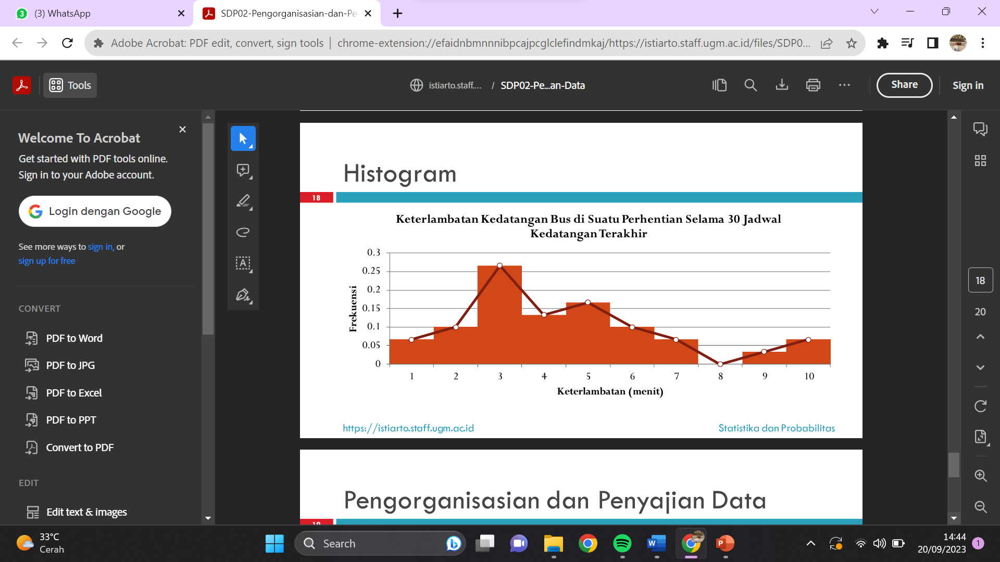 3
(3) WhatsApp
SDP02-Pengorganisasian-dan-Pe
Adobe Acrobat: PDF edit, convert, sign tools | chrome-extension://efaidnbmnnnibpcajpcglclefindmkaj/https://istiarto.staff.ugm.ac.id/files/SDP0...
Tools
istiarto.staff.... / SDP02-Pe...an-Data
Share
Sign in
Welcome To Acrobat
Get started with PDF tools online.
Sign in to your Adobe account.
Login dengan Google
See more ways to sign in, or
sign up for free
CONVERT
PDF to Word
PDF to JPG
PDF to Excel
PDF to PPT
Convert to PDF
EDIT
Edit text & images
A
Histogram
18
Keterlambatan Kedatangan Bus di Suatu Perhentian Selama 30 Jadwal
Kedatangan Terakhir
Frekuensi
0.3
0.25
0.2
0.15
0.1
0.05
0
1 2 3 4 5 6 7 8 9 10
Keterlambatan (menit)
https://istiarto.staff.ugm.ac.id
Statistika dan Probabilitas
Pengorganisasian dan Penyajian Data
19
18
20
33°C
Cerah
Search
W
P
14:44
20/09/2023
1